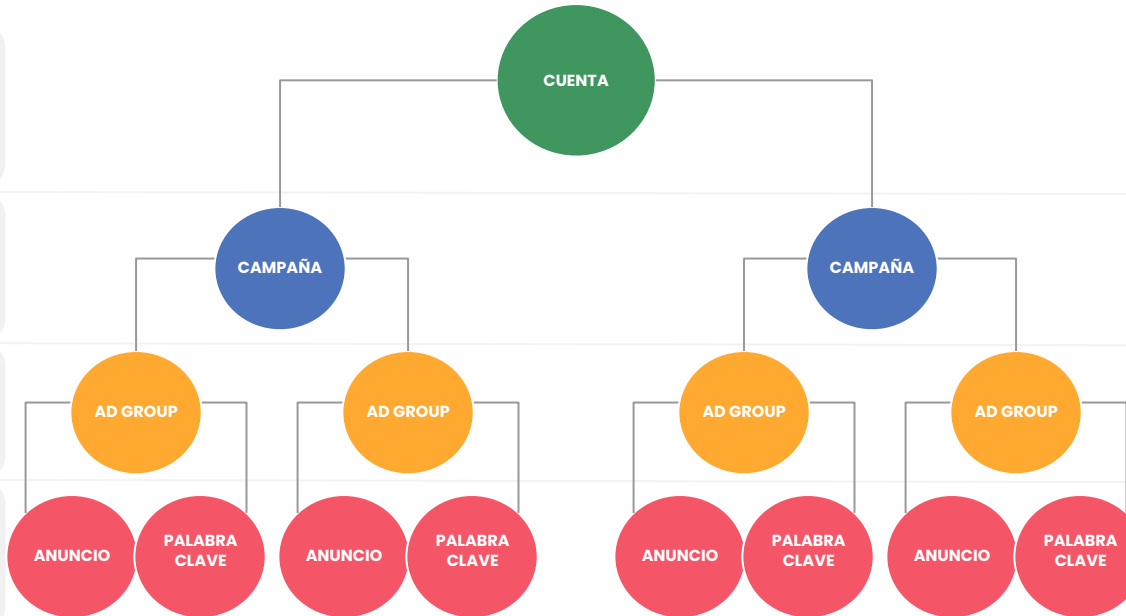 CUENTA
CAMPAÑA
CAMPAÑA
AD GROUP
AD GROUP
AD GROUP
AD GROUP
ANUNCIO
PALABRA
CLAVE
ANUNCIO
PALABRA
CLAVE
ANUNCIO
PALABRA
CLAVE
ANUNCIO
PALABRA
CLAVE